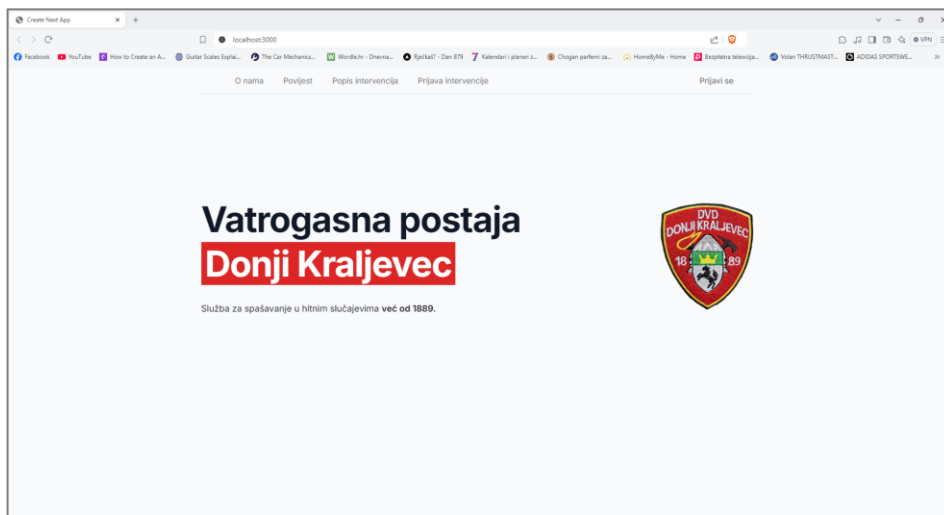 Create Next App
localhost:3000
VPN
Facebook YouTube How to Create an A... Guitar Scales Explai... The Car Mechanics... Wordle.hr - Dnevna... Riječkaš? - Dan 879 Kalendari i planeri z... Chogan parfemi za... HomeByMe - Home Bezplatna televizija... Volan THRUSTMAST... ADIDAS SPORTSWE...
O nama Povijest Popis intervencija Prijava intervencije Prijavi se
Vatrogasna postaja
Donji Kraljevec
Služba za spašavanje u hitnim slučajevima već od 1889.
DVD
DONJI KRALJEVEC
18 89